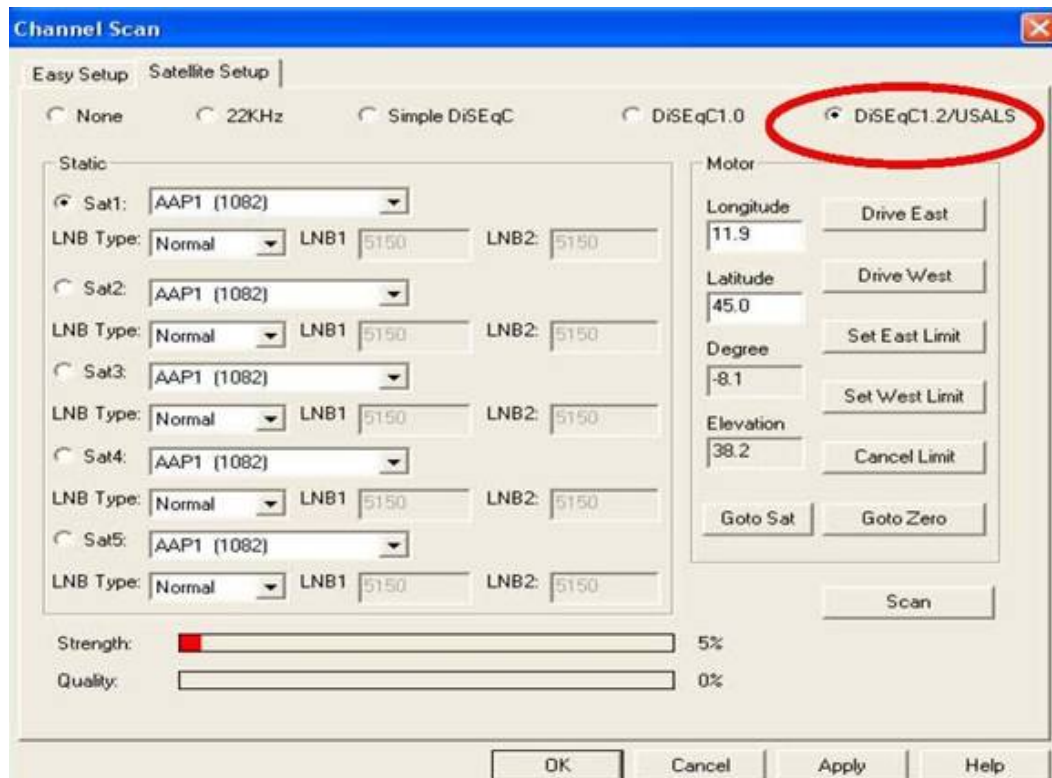 Channel Scan
Easy Setup Satellite Setup
None 22KHz Simple DiSEqC DiSEqC1.0 DiSEqC1.2/USALS
Static
Sat1: AAP1 (1082)
LNB Type: Normal LNB1 5150 LNB2: 5150
Sat2: AAP1 (1082)
LNB Type: Normal LNB1 5150 LNB2: 5150
Sat3: AAP1 (1082)
LNB Type: Normal LNB1 5150 LNB2: 5150
Sat4: AAP1 (1082)
LNB Type: Normal LNB1 5150 LNB2: 5150
Sat5: AAP1 (1082)
LNB Type: Normal LNB1 5150 LNB2: 5150
Motor
Longitude
11.9
Drive East
Latitude
45.0
Drive West
Degree
-8.1
Set East Limit
Elevation
38.2
Set West Limit
Cancel Limit
Goto Sat Goto Zero
Scan
Strength: 5%
Quality: 0%
OK Cancel Apply Help